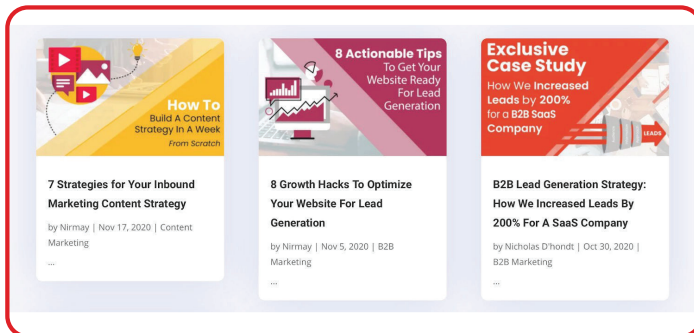 How To
Build A Content
Strategy In A Week
From Scratch
7 Strategies for Your Inbound
Marketing Content Strategy
by Nirmay | Nov 17, 2020 | Content
Marketing
...
8 Actionable Tips
To Get Your
Website Ready
For Lead
Generation
8 Growth Hacks To Optimize
Your Website For Lead
Generation
by Nirmay | Nov 5, 2020 | B2B
Marketing
...
Exclusive
Case Study
How We Increased
Leads by 200%
for a B2B SaaS
Company
LEADS
B2B Lead Generation Strategy:
How We Increased Leads By
200% For A SaaS Company
by Nicholas D'hondt | Oct 30, 2020 |
B2B Marketing
...